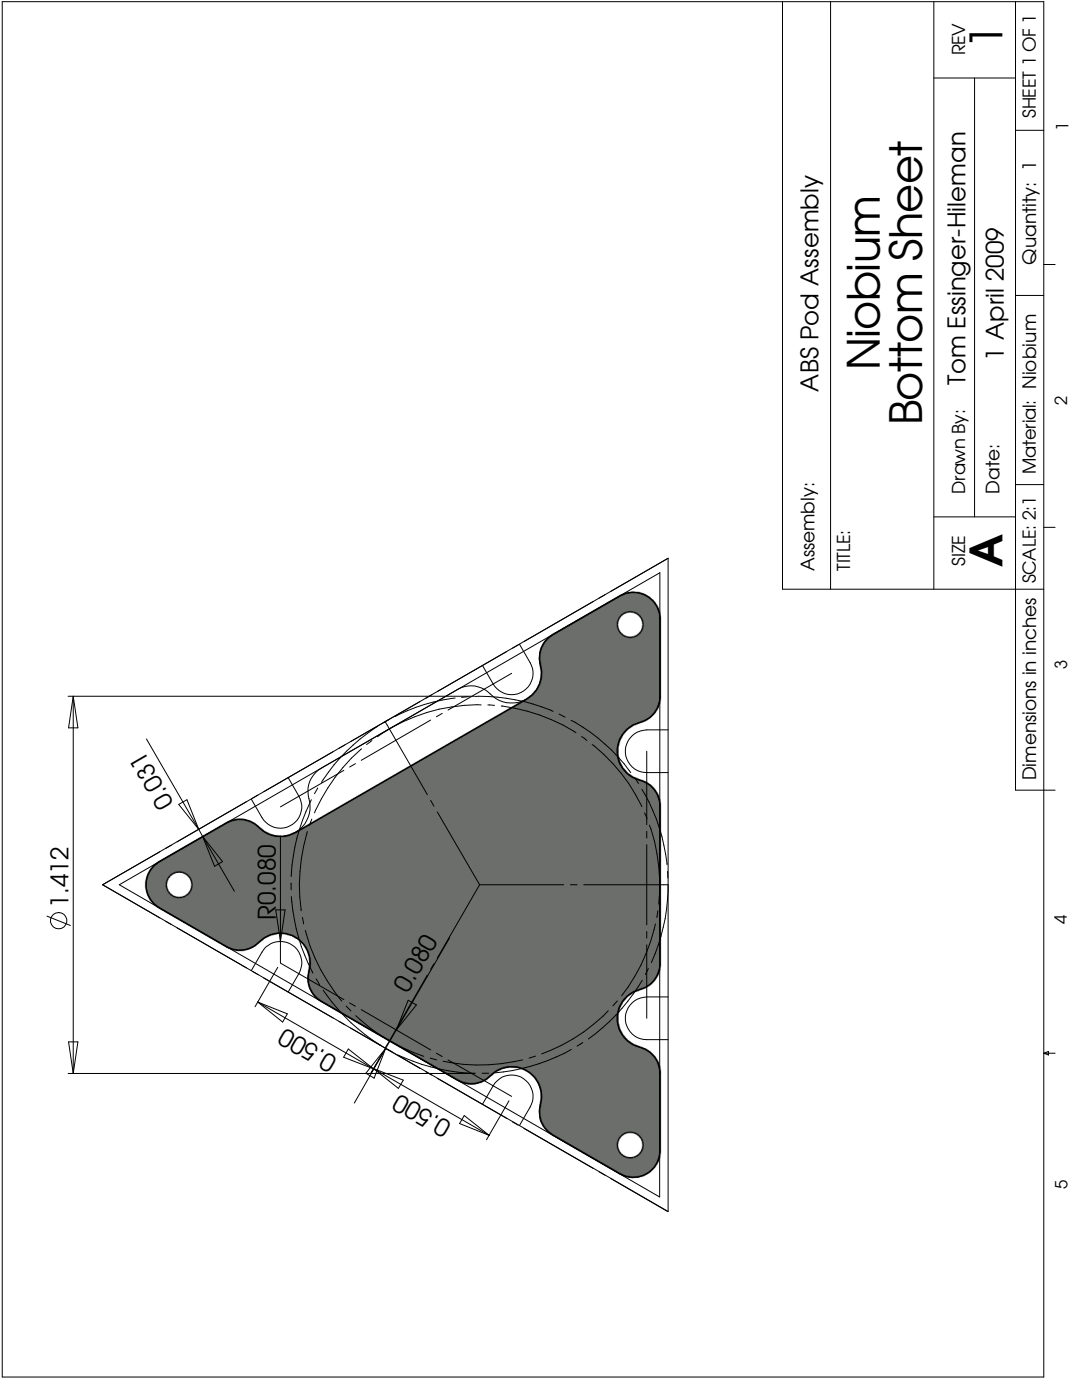 Ø1.412
0.031
R0.080
0.080
0.500
0.500
Assembly: ABS Pod Assembly
TITLE:
Niobium
Bottom Sheet
SIZE
A
Drawn By: Tom Essinger-Hileman
Date: 1 April 2009
REV
1
Dimensions in inches SCALE: 2:1 Material: Niobium Quantity: 1 SHEET 1 OF 1
5 4 3 2 1